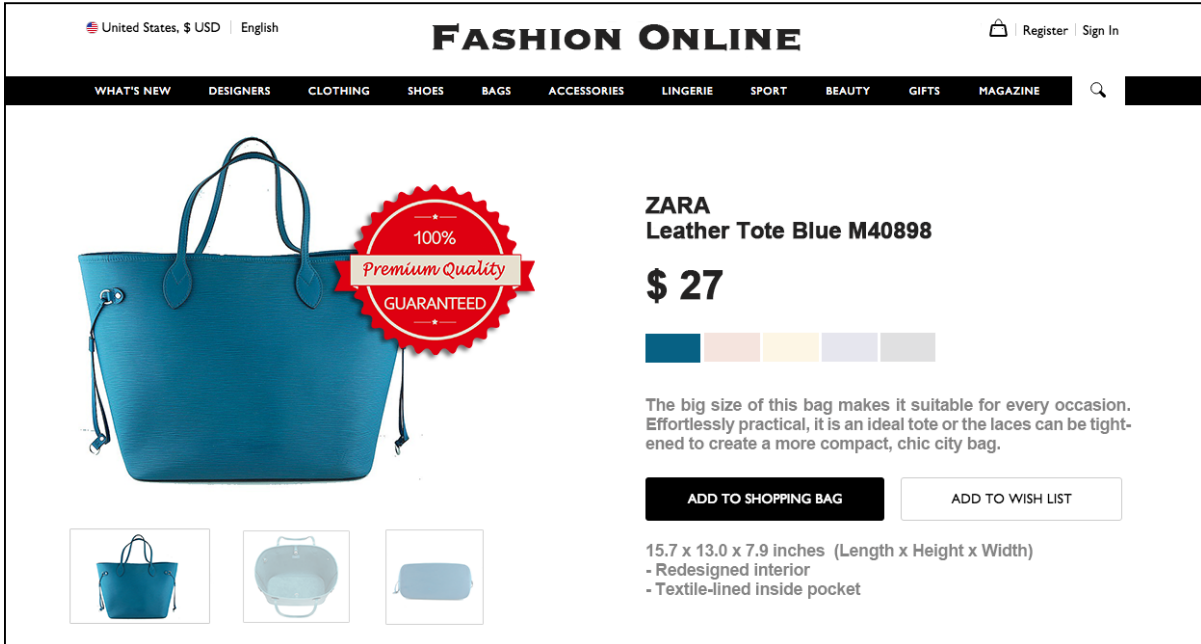 United States, $ USD
English
FASHION ONLINE
Register
Sign In
WHAT'S NEW
DESIGNERS
CLOTHING
SHOES
BAGS
ACCESSORIES
LINGERIE
SPORT
BEAUTY
GIFTS
MAGAZINE
100%
Premium Quality
GUARANTEED
ZARA
Leather Tote Blue M40898
$ 27
The big size of this bag makes it suitable for every occasion.
Effortlessly practical, it is an ideal tote or the laces can be tight-
ened to create a more compact, chic city bag.
ADD TO SHOPPING BAG
ADD TO WISH LIST
15.7 x 13.0 x 7.9 inches (Length x Height x Width)
- Redesigned interior
- Textile-lined inside pocket